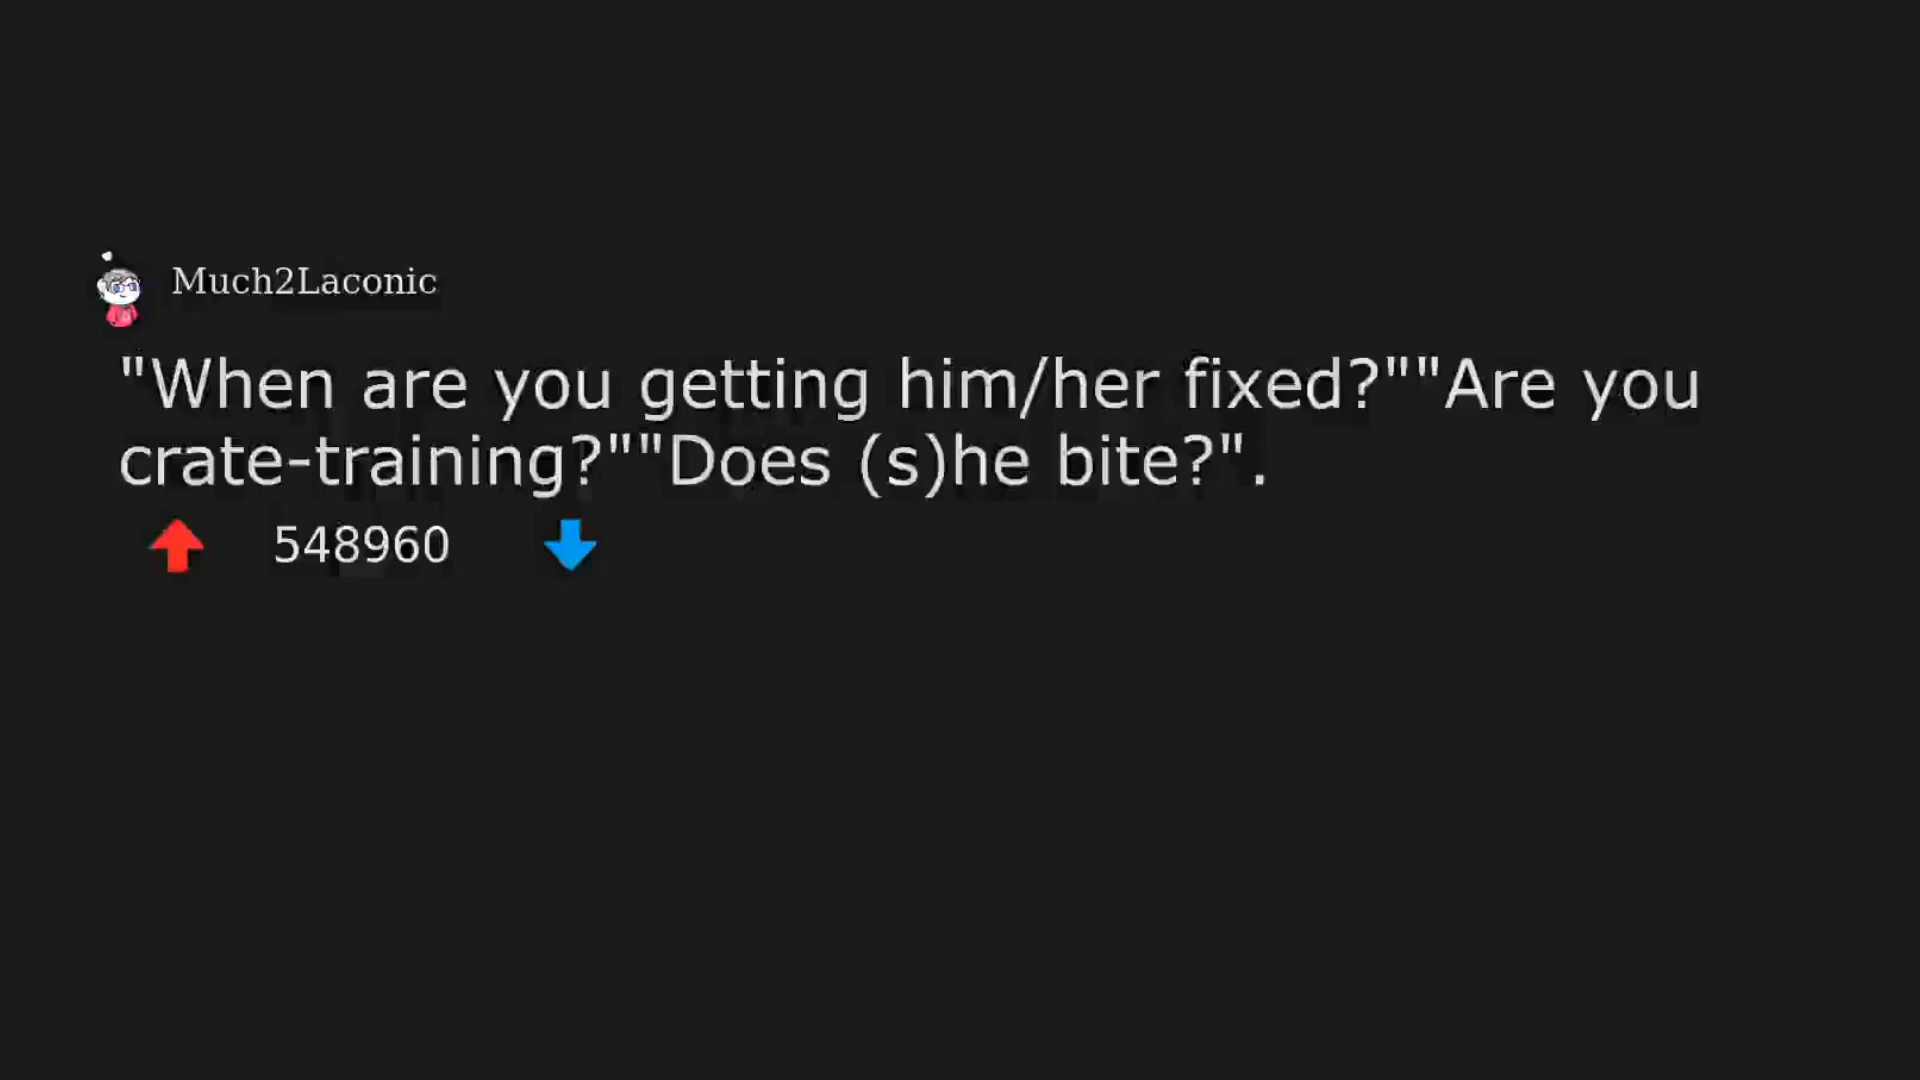 Much2Laconic
"When are you getting him/her fixed?""Are you
crate-training?""Does (s)he bite?".
548960